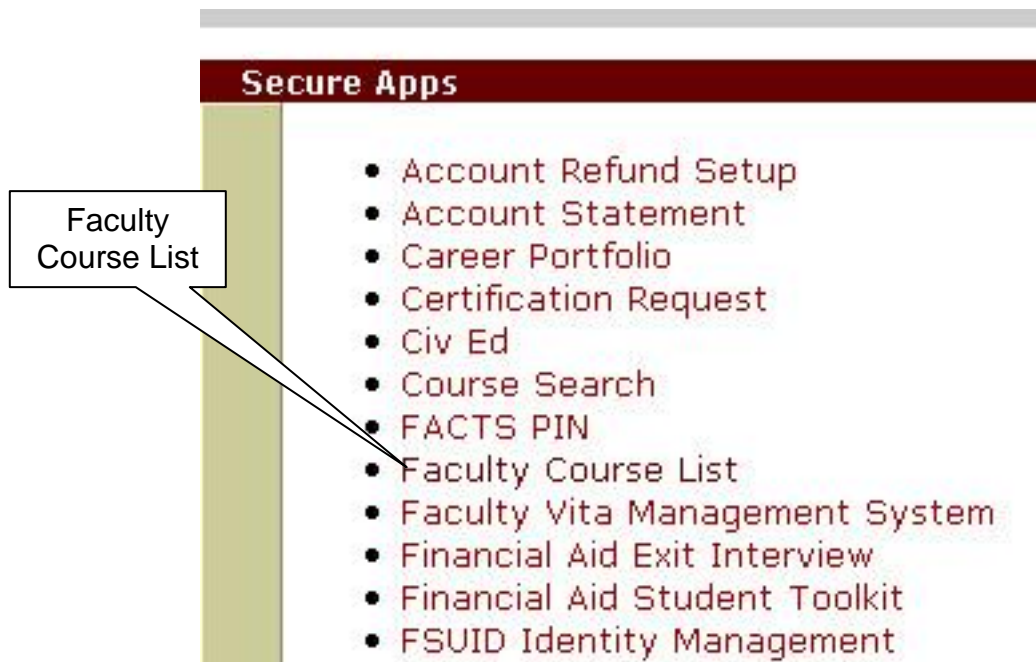 Secure Apps
Faculty
Course List
Account Refund Setup
Account Statement
Career Portfolio
Certification Request
Civ Ed
Course Search
FACTS PIN
Faculty Course List
Faculty Vita Management System
Financial Aid Exit Interview
Financial Aid Student Toolkit
FSUID Identity Management